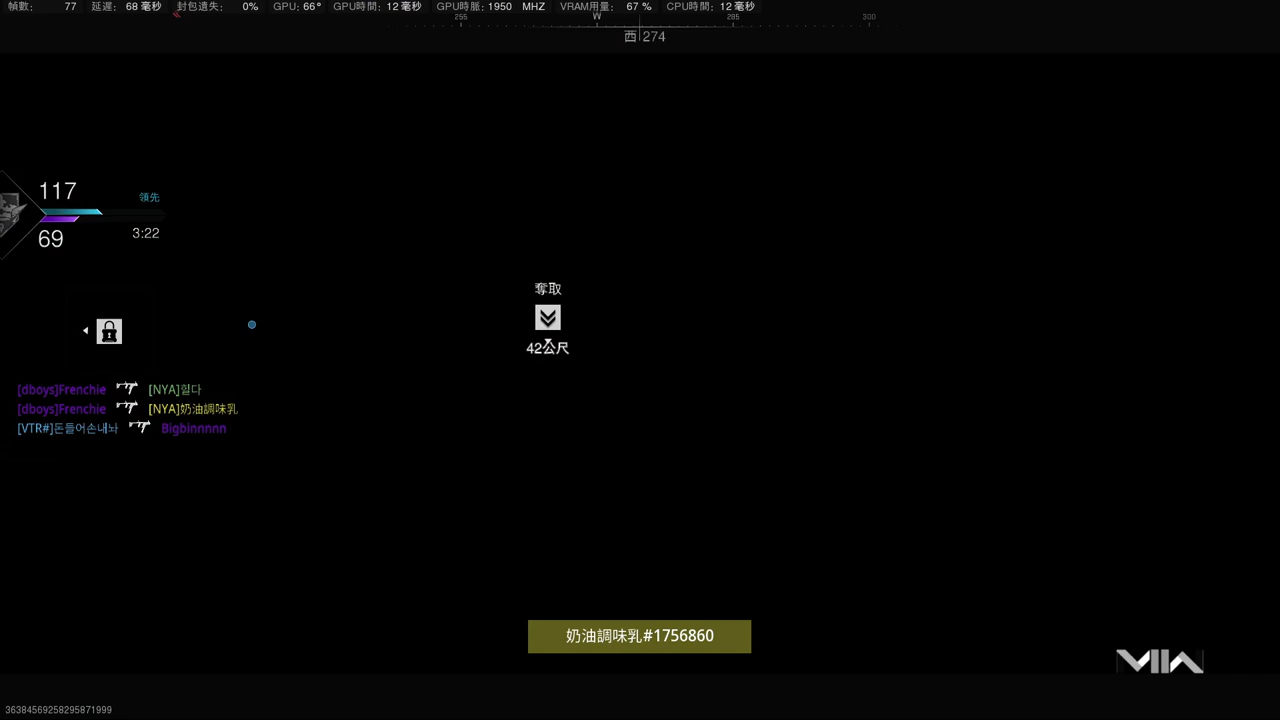 幀數: 77 延遲: 68 毫秒 封包遺失: 0% GPU: 66° GPU時間: 12 毫秒 GPU時脈: 1950 MHZ VRAM用量: 67 % CPU時間: 12 毫秒
255 W 285 300
西 274
117 領先
69 3:22
奪取
42公尺
[dboys]Frenchie [NYA]헐다
[dboys]Frenchie [NYA]奶油調味乳
[VTR#]돈들어손내놔 Bigbinnnnn
奶油調味乳#1756860
36384569258295871999